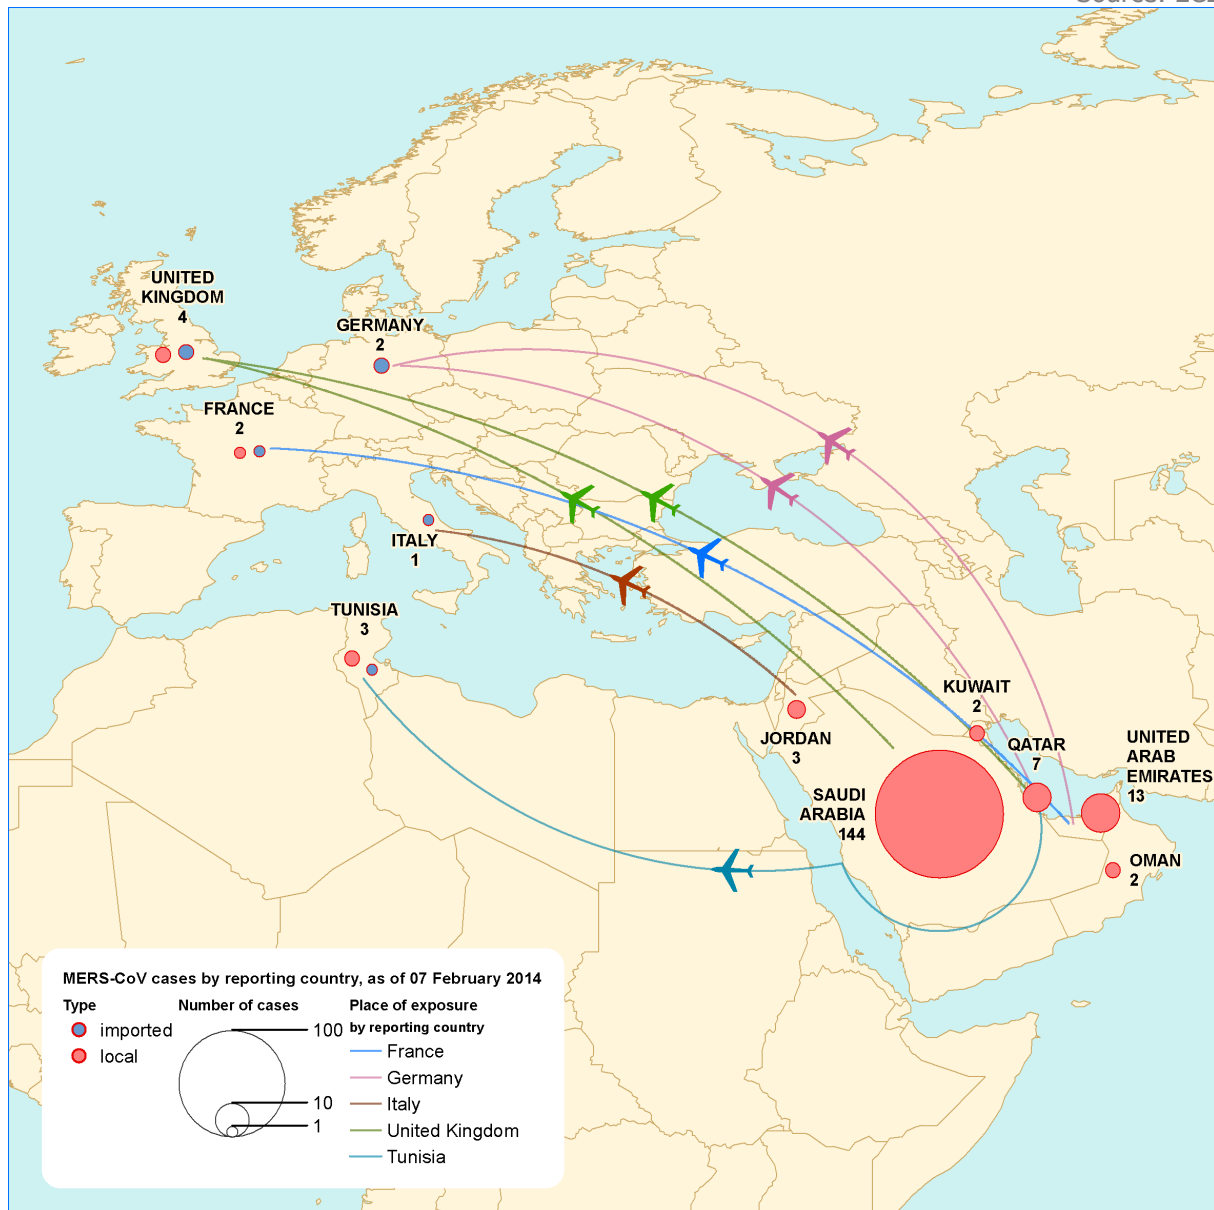 UNITED
KINGDOM
4
GERMANY
2
FRANCE
2
ITALY
1
TUNISIA
3
JORDAN
3
KUWAIT
2
QATAR
7
UNITED
ARAB
EMIRATES
13
SAUDI
ARABIA
144
OMAN
2
MERS-CoV cases by reporting country, as of 07 February 2014
Type
imported
local
Number of cases
100
10
1
Place of exposure
by reporting country
France
Germany
Italy
United Kingdom
Tunisia